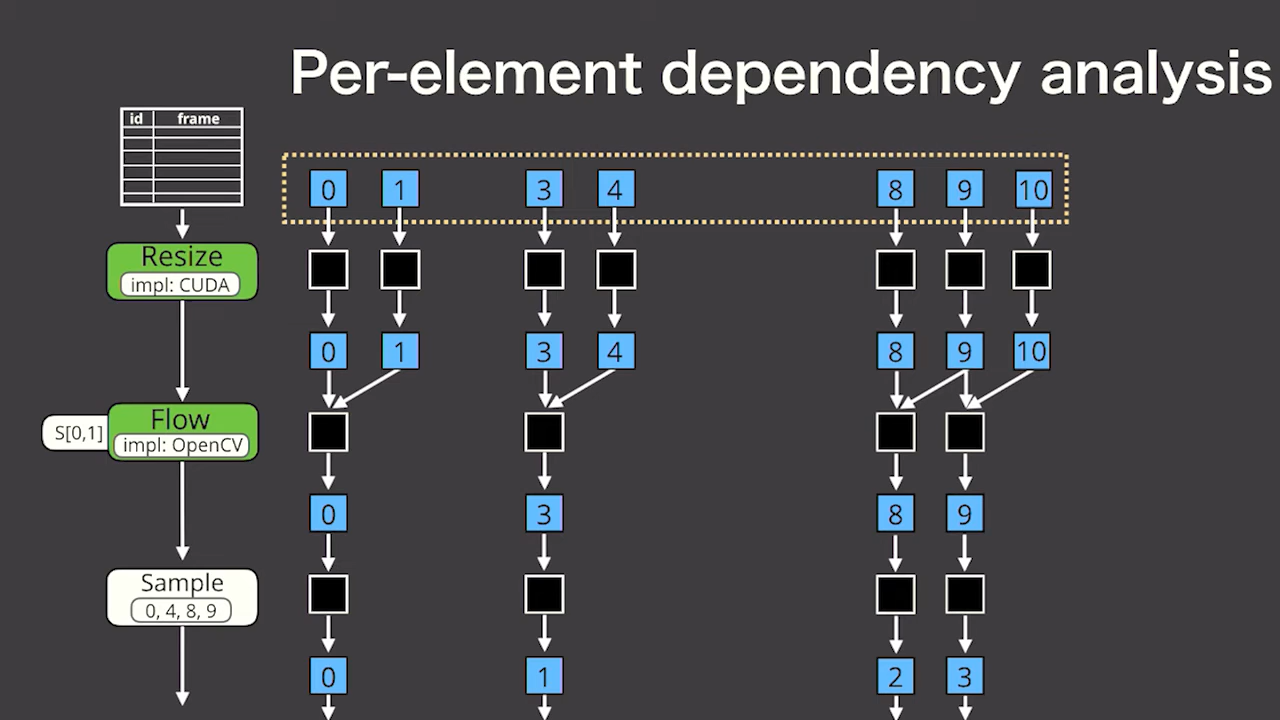 Per-element dependency analysis
id frame
0 1 3 4 8 9 10
Resize
impl: CUDA
0 1 3 4 8 9 10
Flow
S[0,1]
impl: OpenCV
0 3 8 9
Sample
0, 4, 8, 9
0 1 2 3